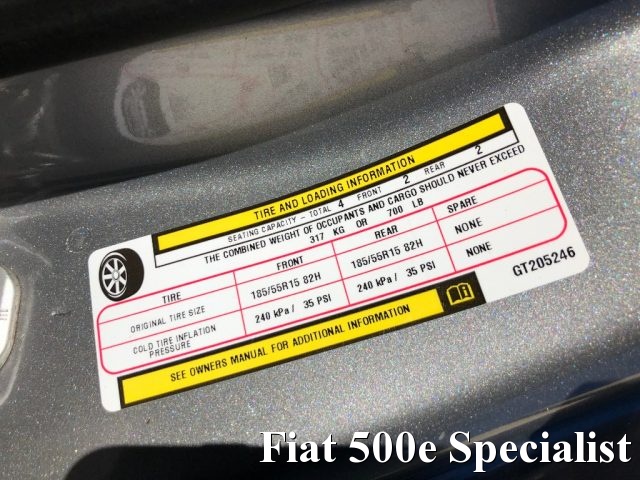 TIRE AND LOADING INFORMATION
SEATING CAPACITY - TOTAL 4 FRONT 2 REAR 2
THE COMBINED WEIGHT OF OCCUPANTS AND CARGO SHOULD NEVER EXCEED
317 KG OR 700 LB
TIRE FRONT REAR SPARE
ORIGINAL TIRE SIZE 185/55R15 82H 185/55R15 82H NONE
COLD TIRE INFLATION PRESSURE 240 kPa / 35 PSI 240 kPa / 35 PSI NONE
SEE OWNERS MANUAL FOR ADDITIONAL INFORMATION
GT205246
Fiat 500e Specialist